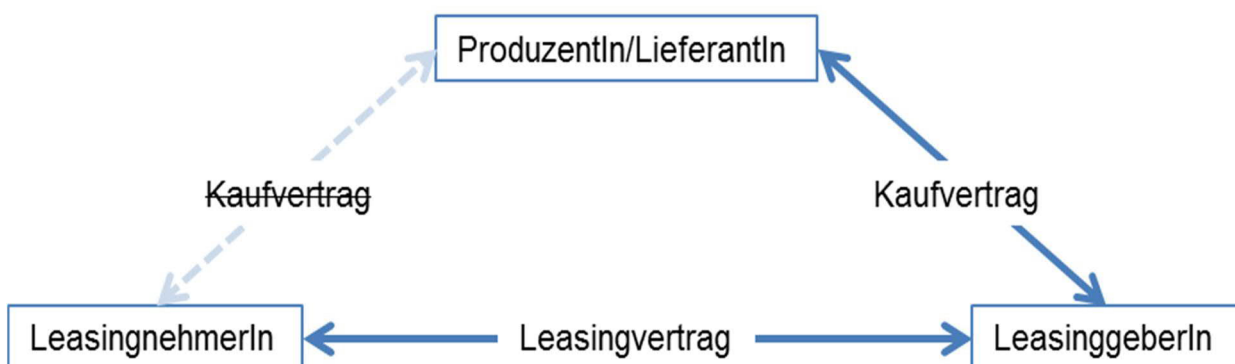 ProduzentIn/LieferantIn
Kaufvertrag
Kaufvertrag
LeasingnehmerIn
Leasingvertrag
LeasinggeberIn